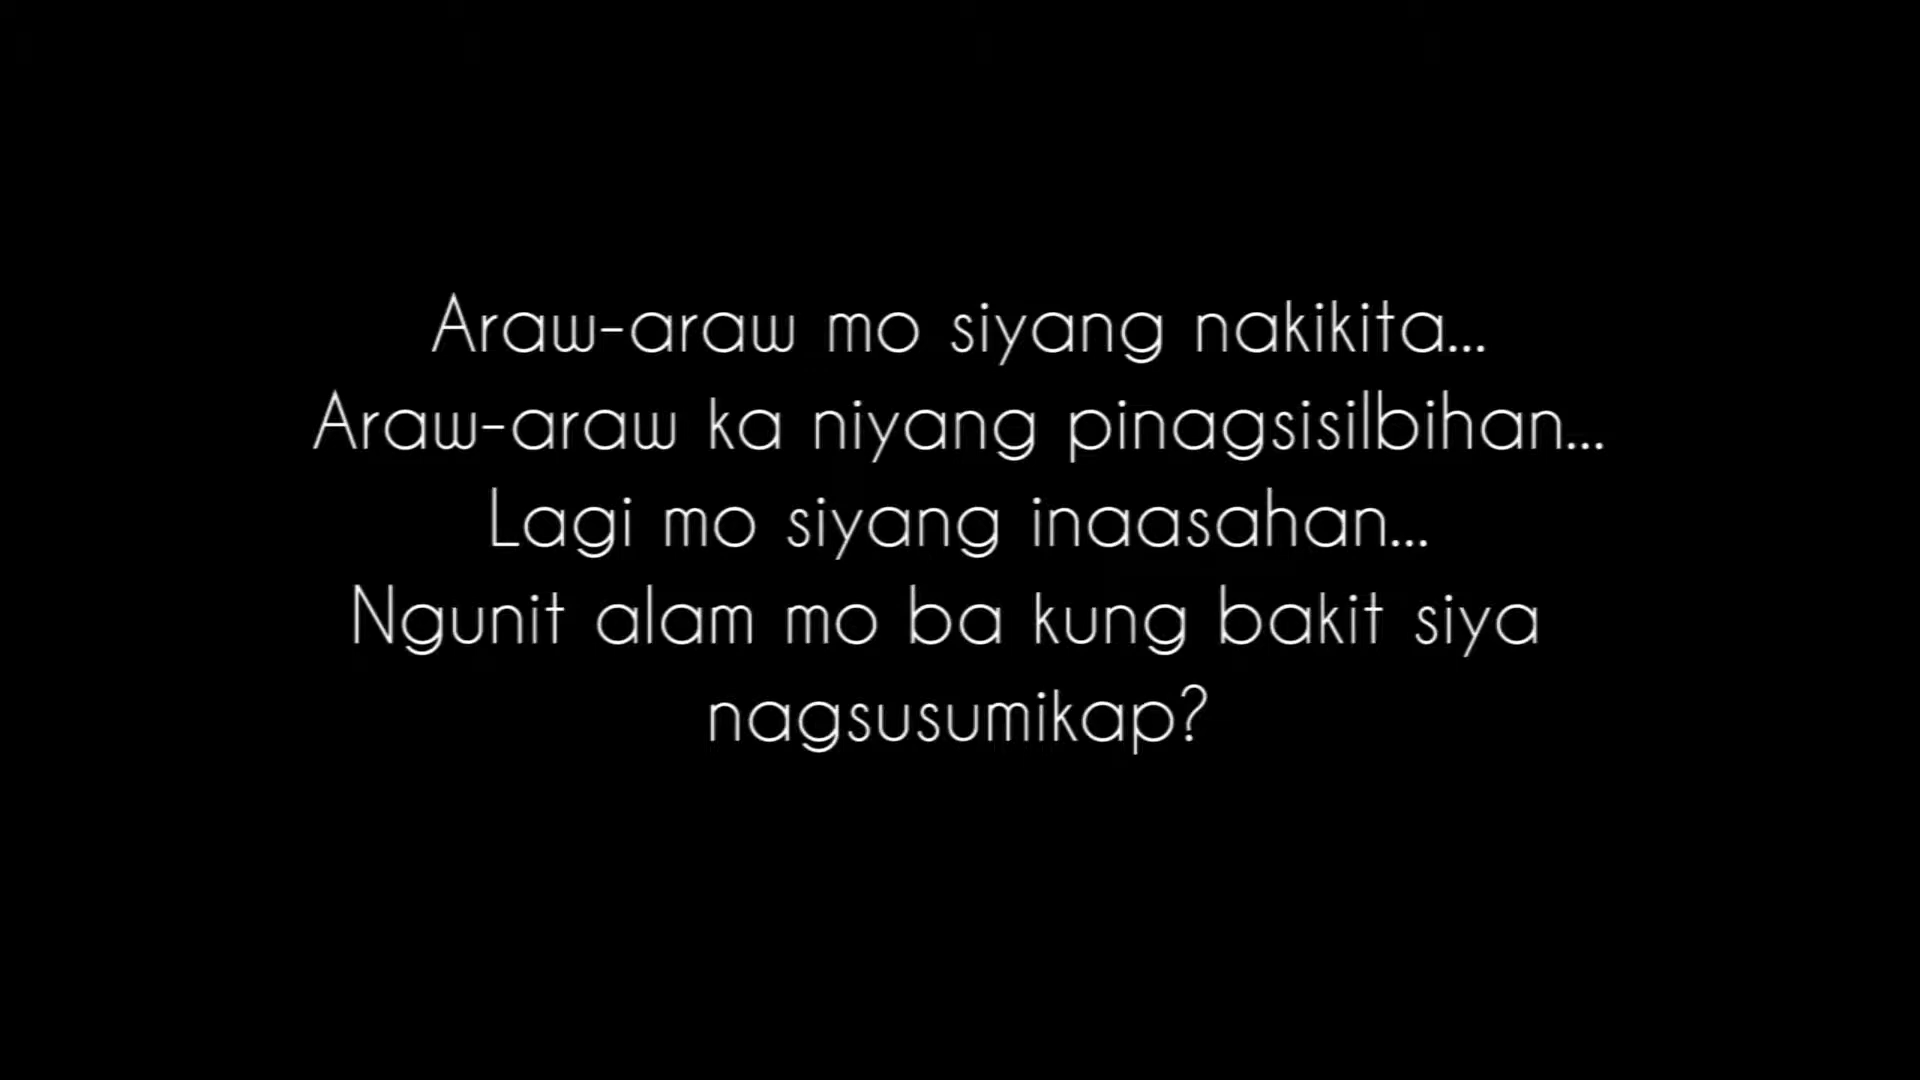 Araw-araw mo siyang nakikita...
Araw-araw ka niyang pinagsisilbihan...
Lagi mo siyang inaasahan...
Ngunit alam mo ba kung bakit siya
nagsusumikap?